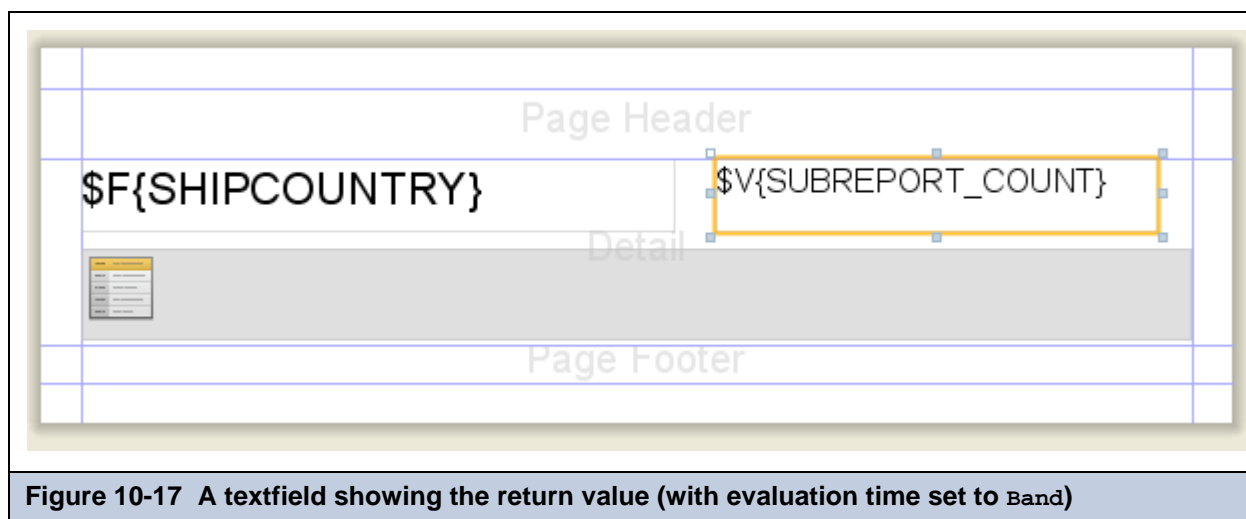 Page Header
$F{SHIPCOUNTRY}
$V{SUBREPORT_COUNT}
Detail
Page Footer
Figure 10-17 A textfield showing the return value (with evaluation time set to Band)